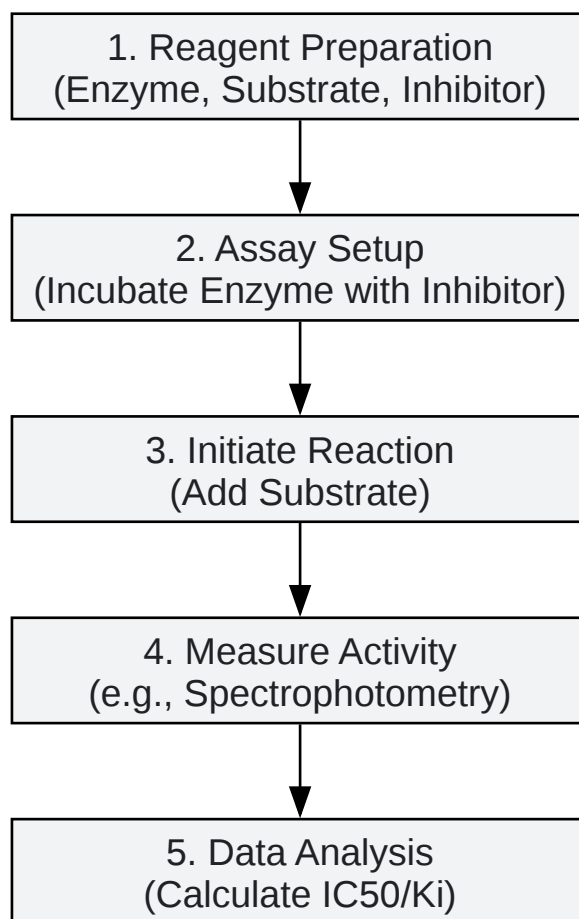 1. Reagent Preparation
(Enzyme, Substrate, Inhibitor)
2. Assay Setup
(Incubate Enzyme with Inhibitor)
3. Initiate Reaction
(Add Substrate)
4. Measure Activity
(e.g., Spectrophotometry)
5. Data Analysis
(Calculate IC50/Ki)